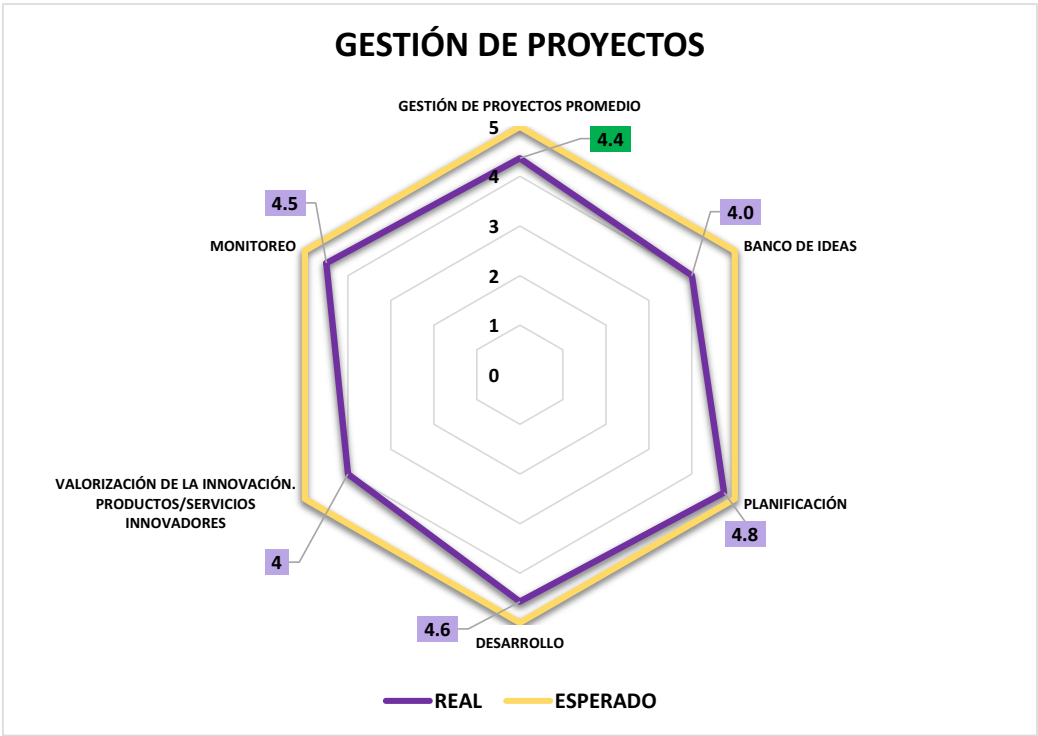 GESTIÓN DE PROYECTOS
GESTIÓN DE PROYECTOS PROMEDIO
5
4.4
4
4.5
4.0
3
MONITOREO
BANCO DE IDEAS
2
1
0
VALORIZACIÓN DE LA INNOVACIÓN.
PRODUCTOS/SERVICIOS
INNOVADORES
PLANIFICACIÓN
4.8
4
4.6
DESARROLLO
REAL
ESPERADO